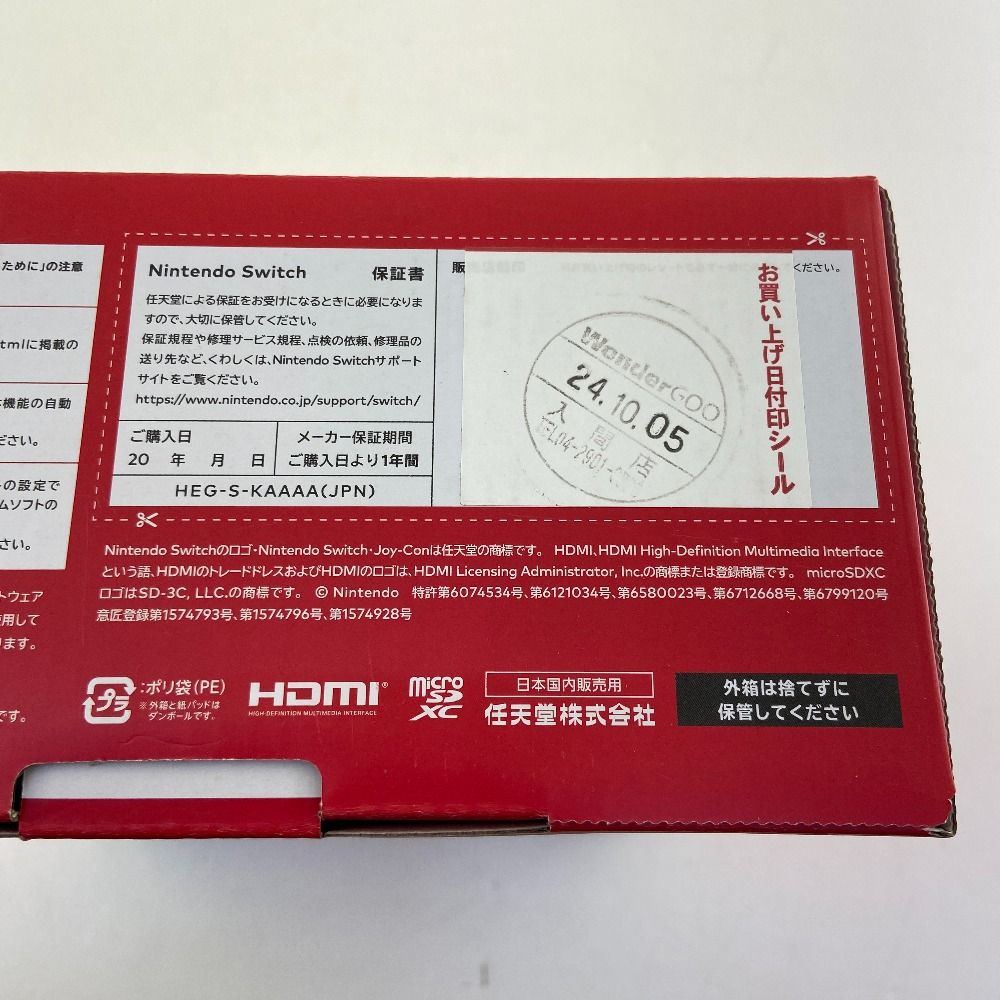 ために」の注意
tmlに掲載の
機能の自動
ださい。
の設定で
ムソフトの
さい。
トウェア
使用して
ります。
です。
Nintendo Switch 保証書
任天堂による保証をお受けになるときに必要になりま
すので、大切に保管してください。
保証規程や修理サービス規程、点検の依頼、修理品の
送り先など、くわしくは、Nintendo Switchサポート
サイトをご覧ください。
https://www.nintendo.co.jp/support/switch/
ご購入日 メーカー保証期間
20 年 月 日 ご購入日より1年間
HEG-S-KAAAA(JPN)
販
ください。
お買い上げ日付印シール
WonderGOO
24.10.05
入間店
TEL04-2901-
Nintendo Switchのロゴ・Nintendo Switch・Joy-Conは任天堂の商標です。 HDMI、HDMI High-Definition Multimedia Interface
という語、HDMIのトレードドレスおよびHDMIのロゴは、HDMI Licensing Administrator, Inc.の商標または登録商標です。 microSDXC
ロゴはSD-3C, LLC.の商標です。 © Nintendo 特許第6074534号、第6121034号、第6580023号、第6712668号、第6799120号
意匠登録第1574793号、第1574796号、第1574928号
プラ :ポリ袋(PE)
※外箱と紙パッドは
ダンボールです。
HDMI
HIGH-DEFINITION MULTIMEDIA INTERFACE
micro
SD
XC
日本国内販売用
任天堂株式会社
外箱は捨てずに
保管してください